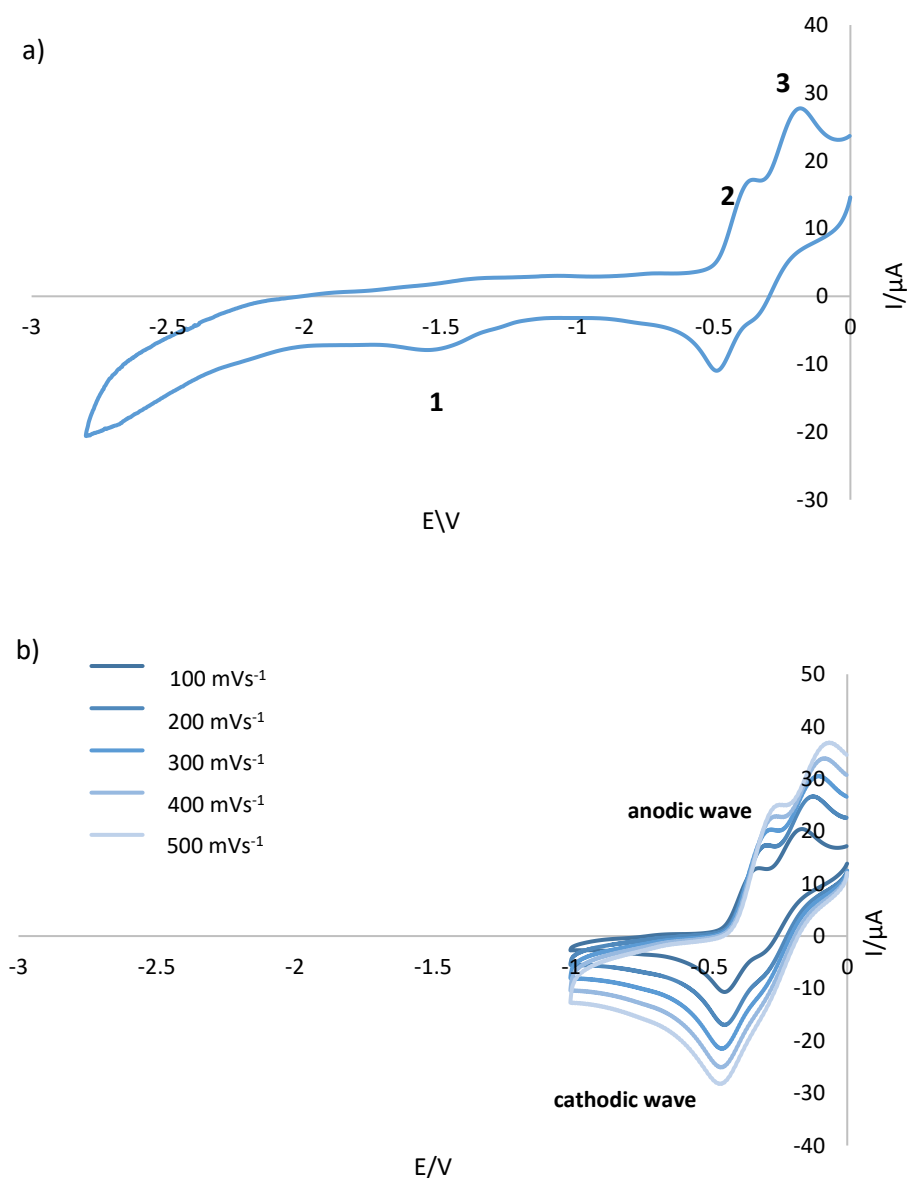 a)
40
30
20
10
0
-10
-20
-30
-3
-2.5
-2
-1.5
-1
-0.5
0
1
2
3
I/µA
E\V
b)
100 mVs⁻¹
200 mVs⁻¹
300 mVs⁻¹
400 mVs⁻¹
500 mVs⁻¹
50
40
30
20
10
0
-10
-20
-30
-40
anodic wave
-3
-2.5
-2
-1.5
-1
-0.5
0
I/µA
cathodic wave
E/V